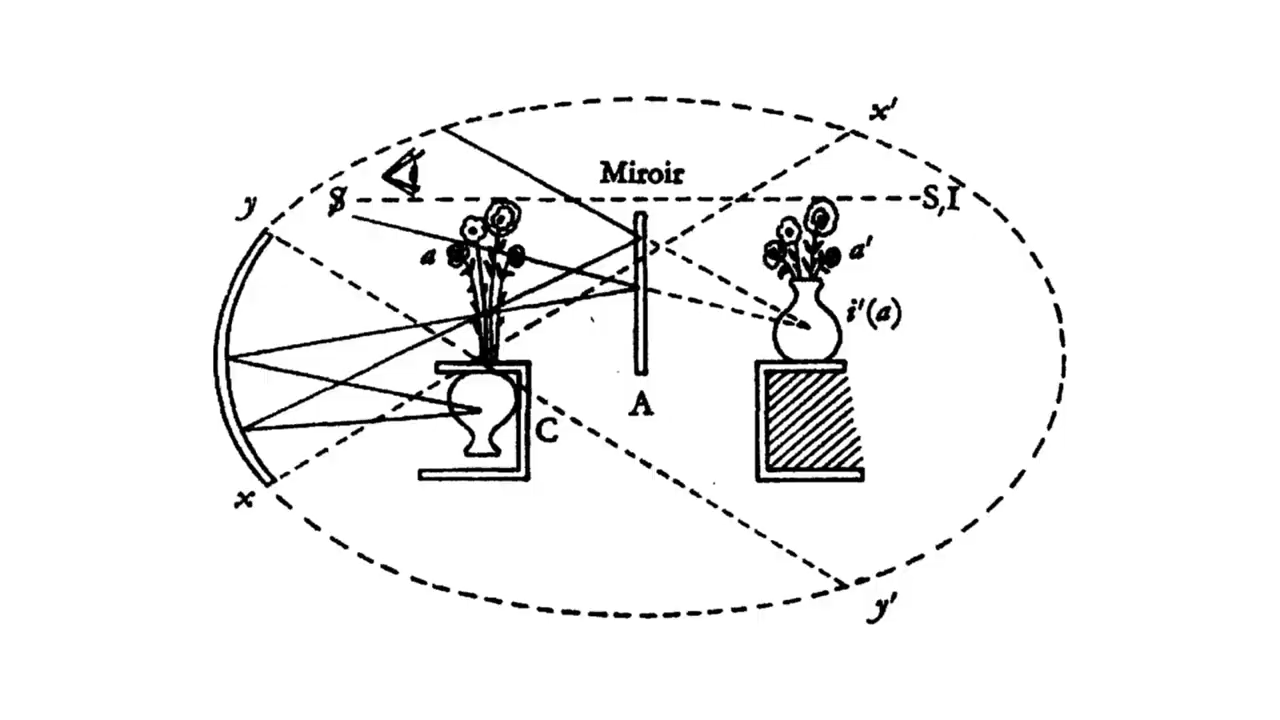 x'
Miroir
y
$ S,I
a a'
i'(a)
A
C
x
y'